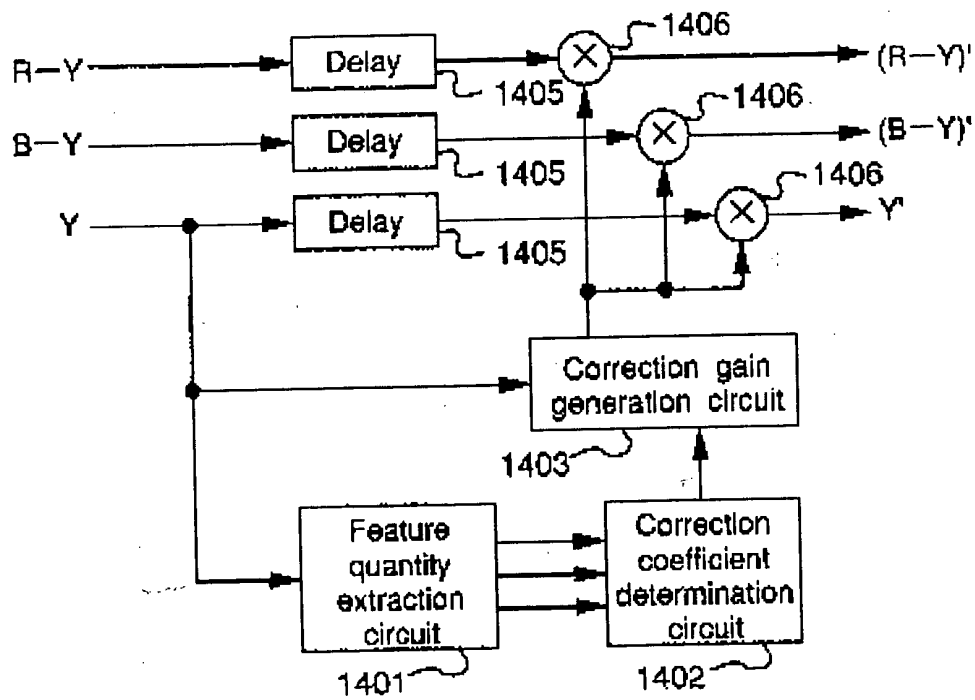 1406
R-Y
Delay
1405
(R-Y)'
1406
B-Y
Delay
1405
(B-Y)'
1406
Y
Delay
1405
Y'
Correction gain
generation circuit
1403
Feature
quantity
extraction
circuit
1401
Correction
coefficient
determination
circuit
1402